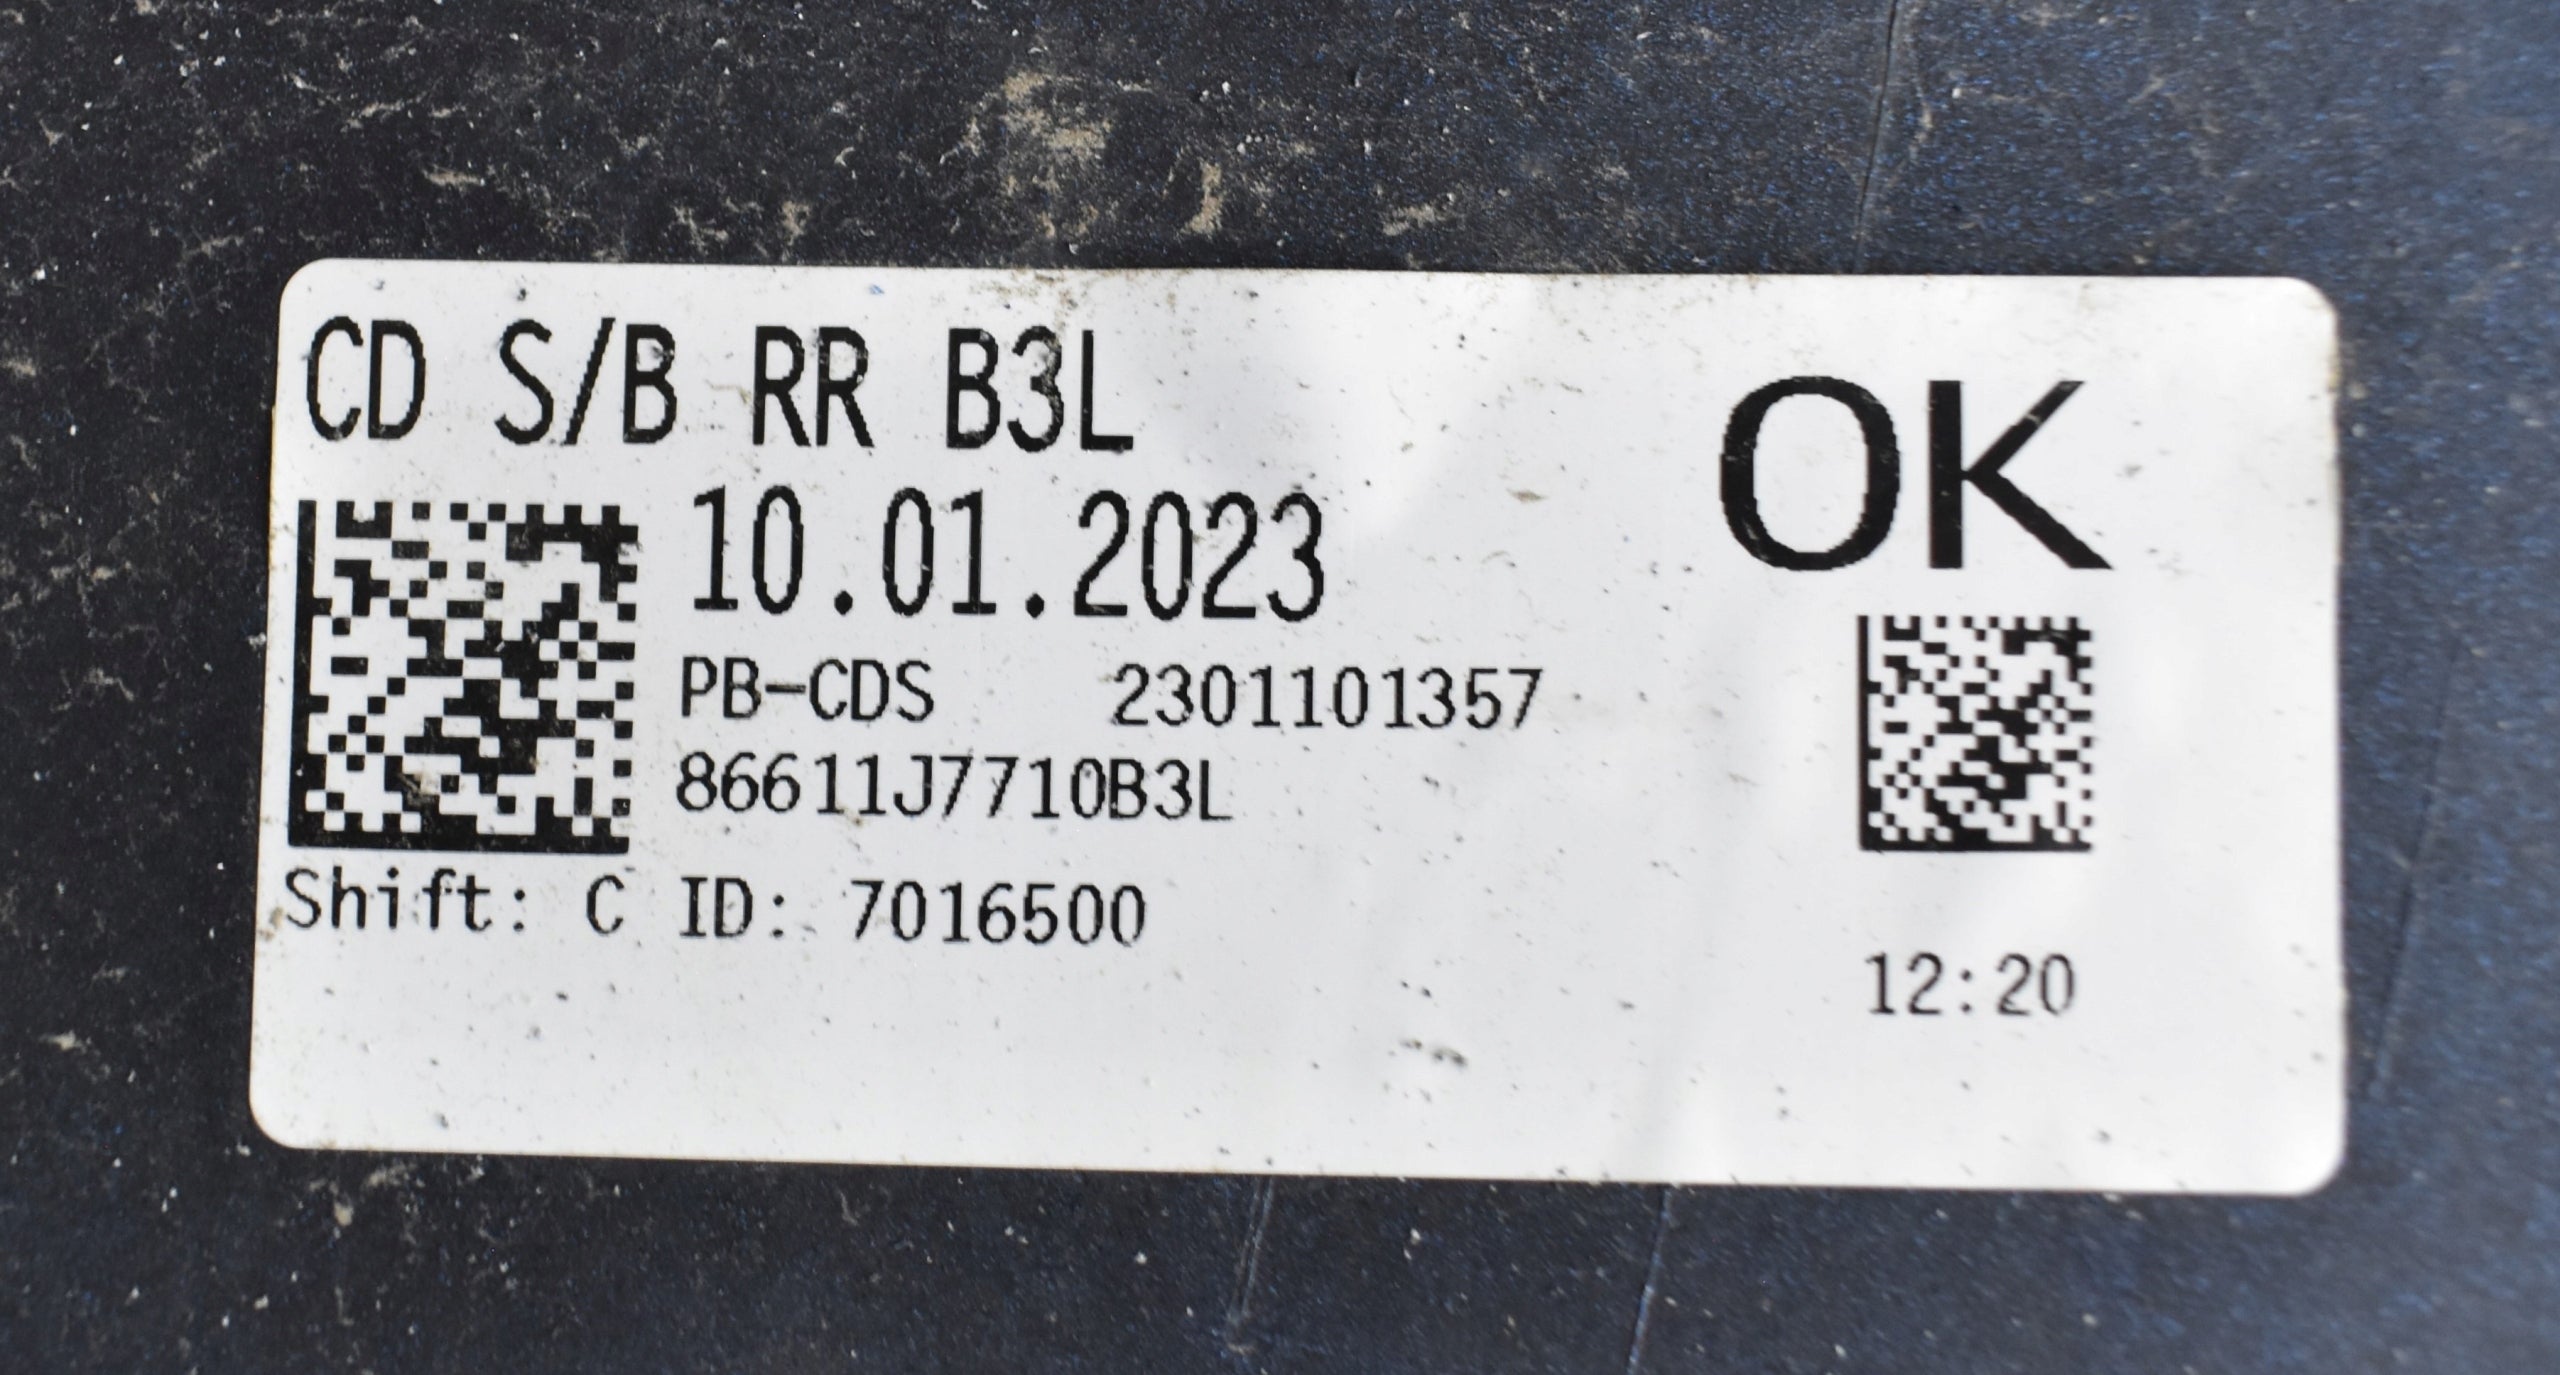 CD S/B RR B3L
OK
10.01.2023
PB-CDS 2301101357
86611J7710B3L
Shift: C ID: 7016500
12:20